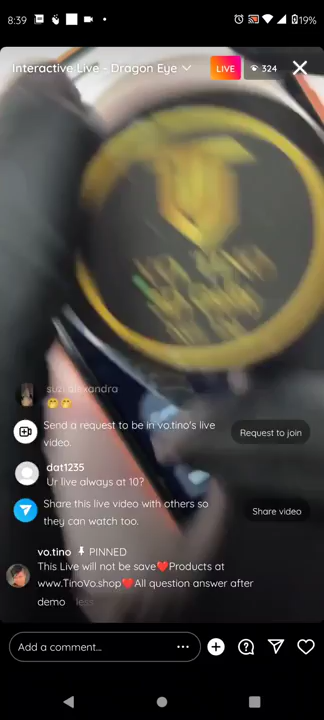 8:39
19%
Interactive Live - Dragon Eye
LIVE
324
suzi alexandra
Send a request to be in vo.tino's live
video.
Request to join
dat1235
Ur live always at 10?
Share this live video with others so
they can watch too.
Share video
vo.tino PINNED
This Live will not be save❤️Products at
www.TinoVo.shop❤️All question answer after
demo less
Add a comment...